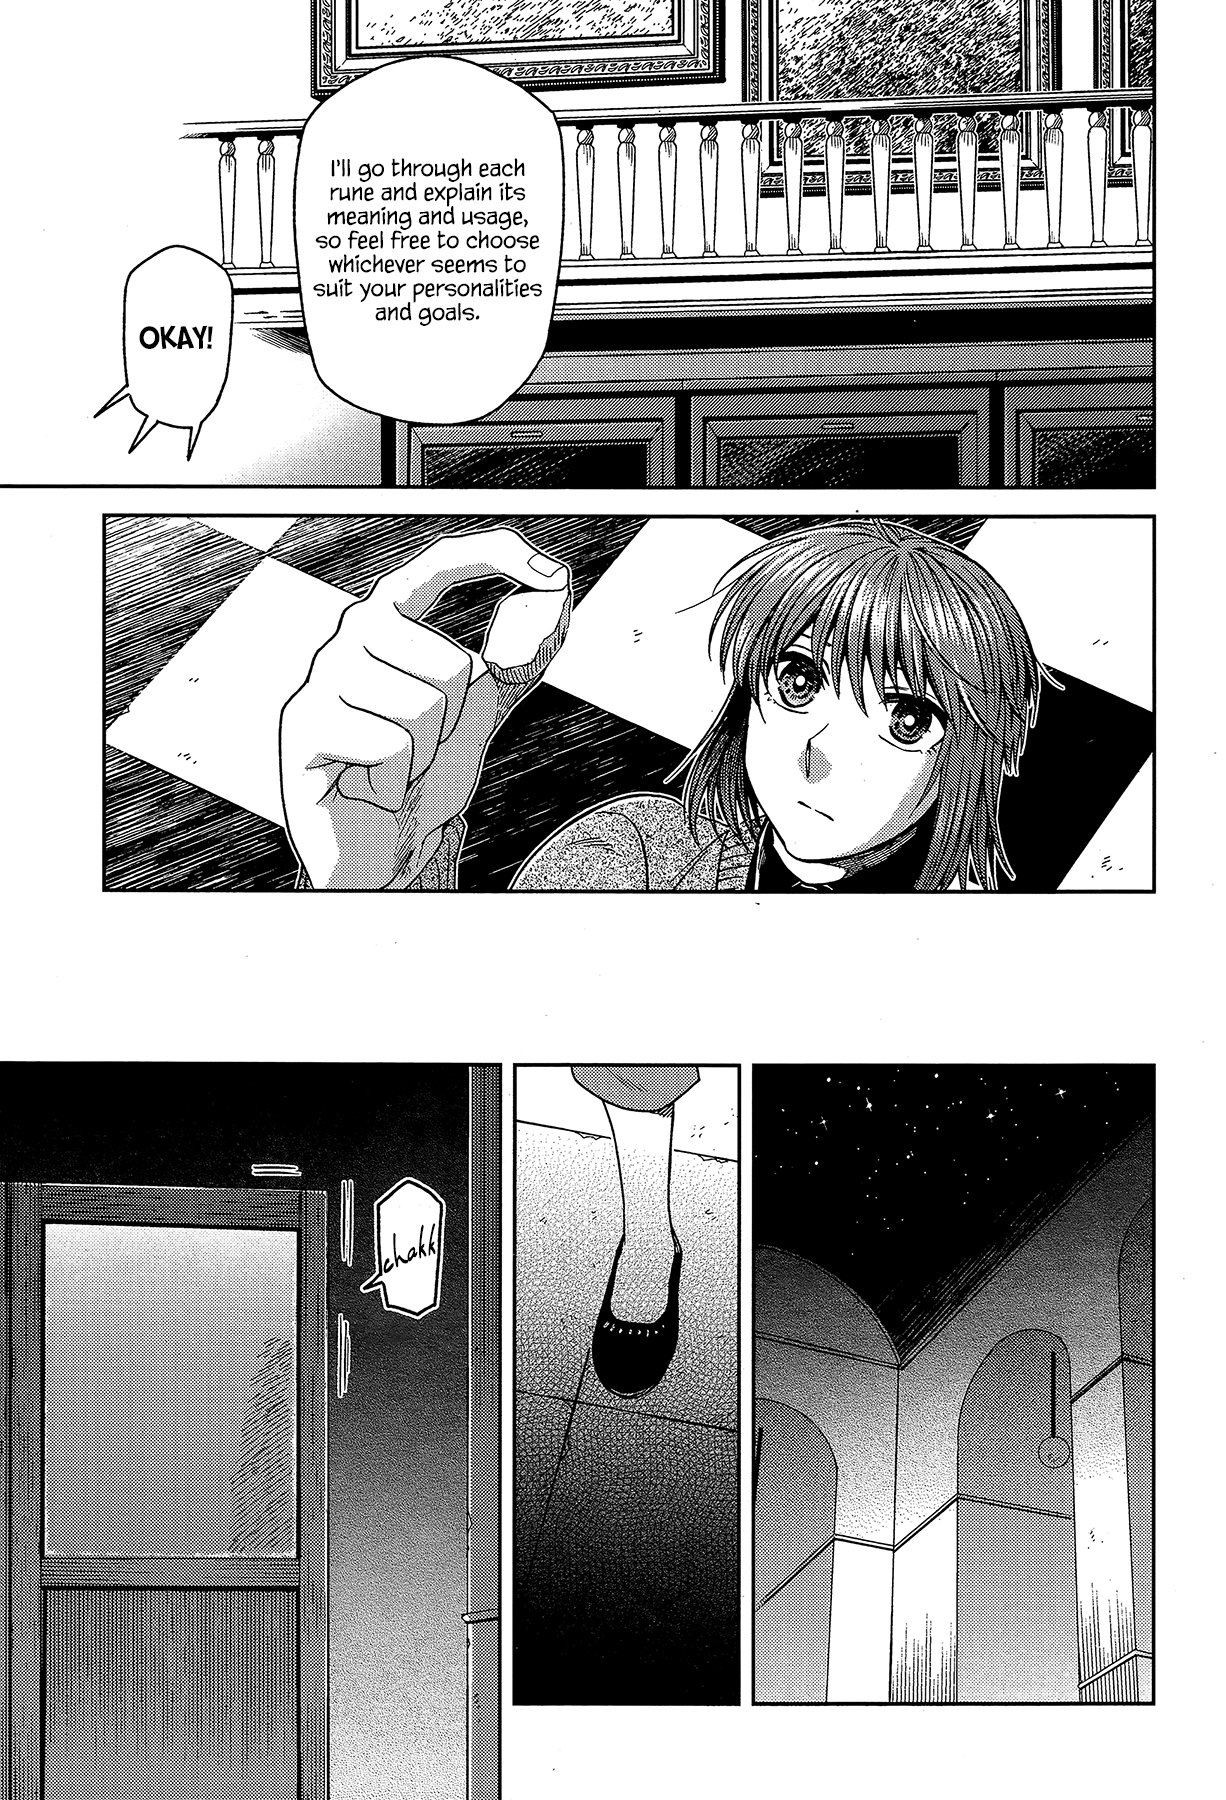 I'll go through each
rune and explain its
meaning and usage,
so feel free to choose
whichever seems to
suit your personalities
and goals.
OKAY!
chakk